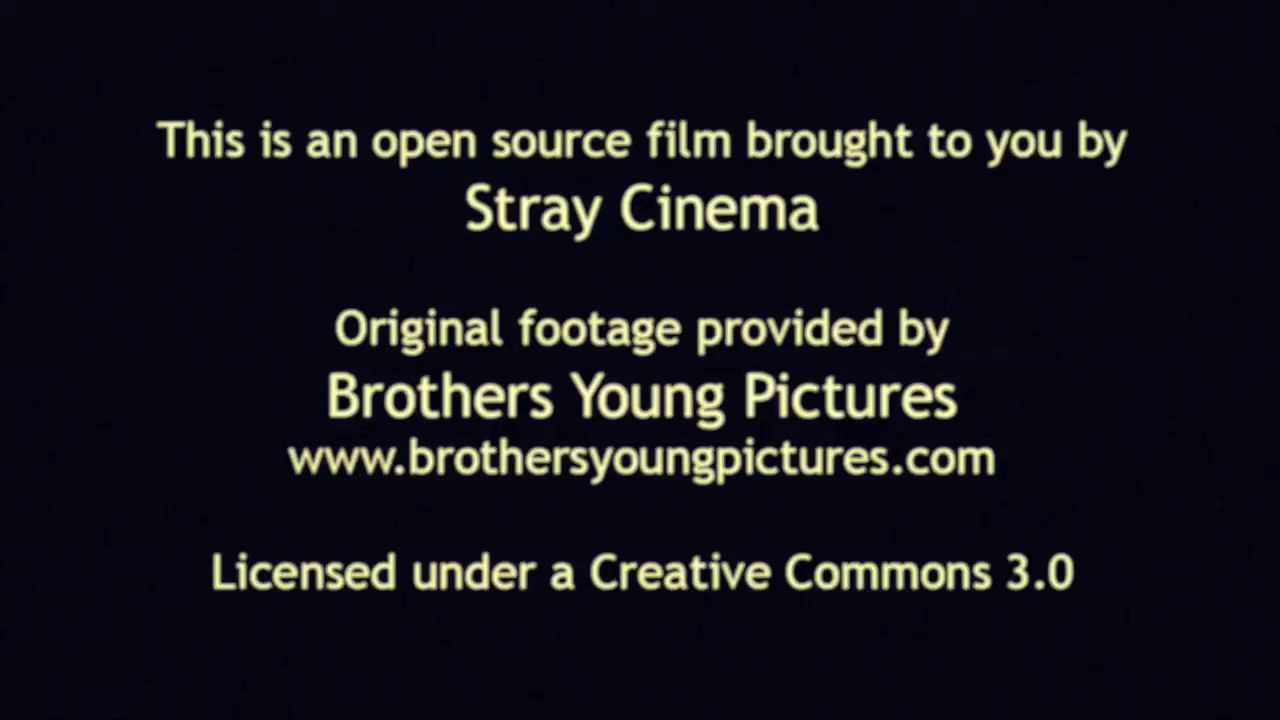 This is an open source film brought to you by
Stray Cinema
Original footage provided by
Brothers Young Pictures
www.brothersyoungpictures.com
Licensed under a Creative Commons 3.0